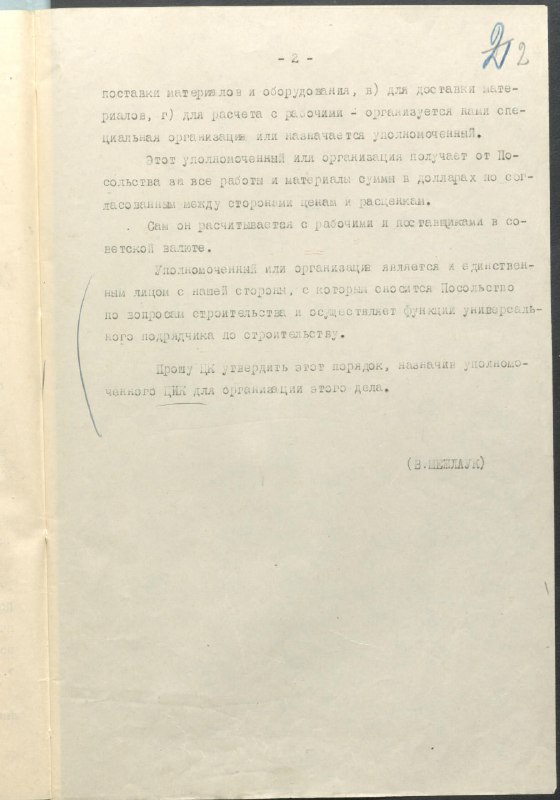 - 2 -
2
поставки материалов и оборудования, в) для доставки мате-
риалов, г) для расчета с рабочими - организуется нами спе-
циальная организация или назначается уполномоченный.
Этот уполномоченный или организация получает от По-
сольства за все работы и материалы суммы в долларах по сог-
ласованным между сторонами ценам и расценкам.
Сам он расчитывается с рабочими и поставщиками в со-
ветской валюте.
Уполномоченный или организация является и единствен-
ным лицом с нашей стороны, с которым сносится Посольство
по вопросам строительства и осуществляет функции универсаль-
ного подрядчика по строительству.
Прошу ЦК утвердить этот порядок, назначив уполномо-
ченного ЦИК для организации этого дела.
(В.МЕЖЛАУК)